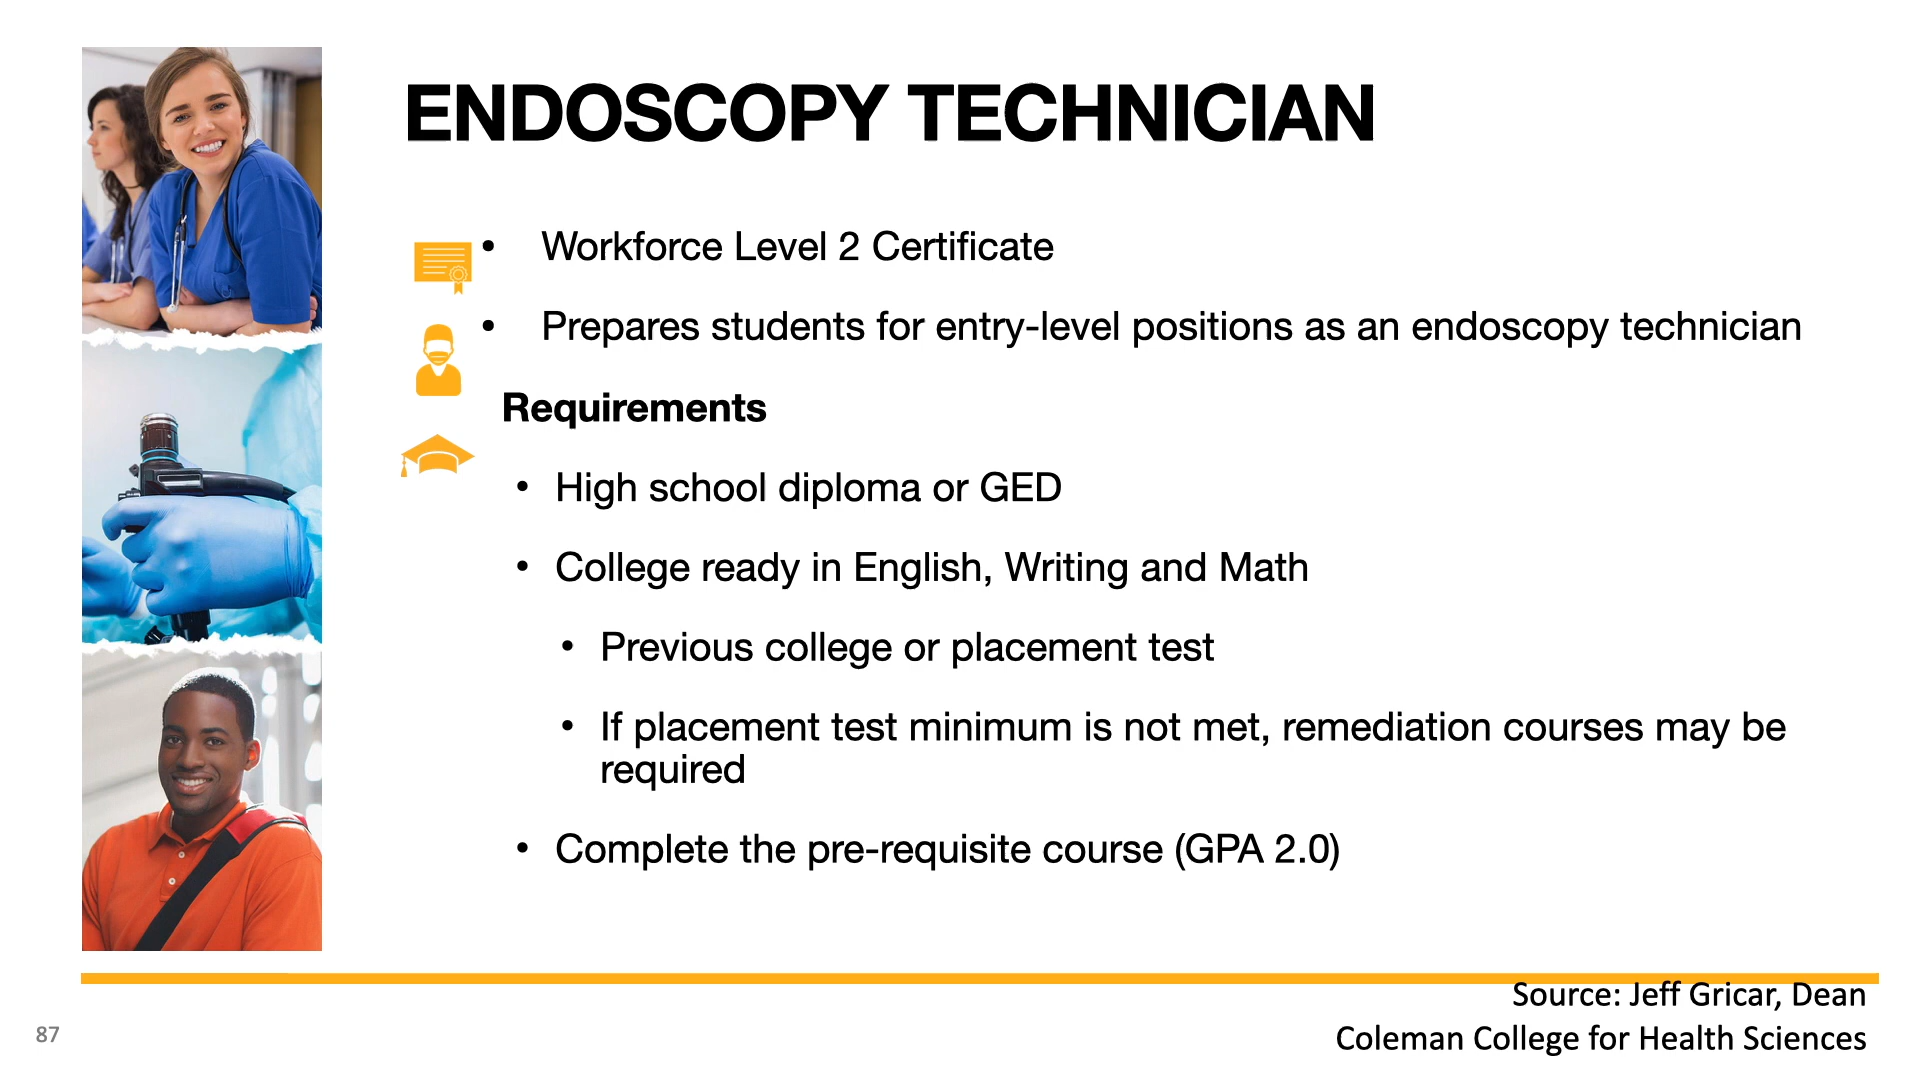 ENDOSCOPY TECHNICIAN
• Workforce Level 2 Certificate
• Prepares students for entry-level positions as an endoscopy technician
Requirements
• High school diploma or GED
• College ready in English, Writing and Math
• Previous college or placement test
• If placement test minimum is not met, remediation courses may be
required
• Complete the pre-requisite course (GPA 2.0)
Source: Jeff Gricar, Dean
Coleman College for Health Sciences
87